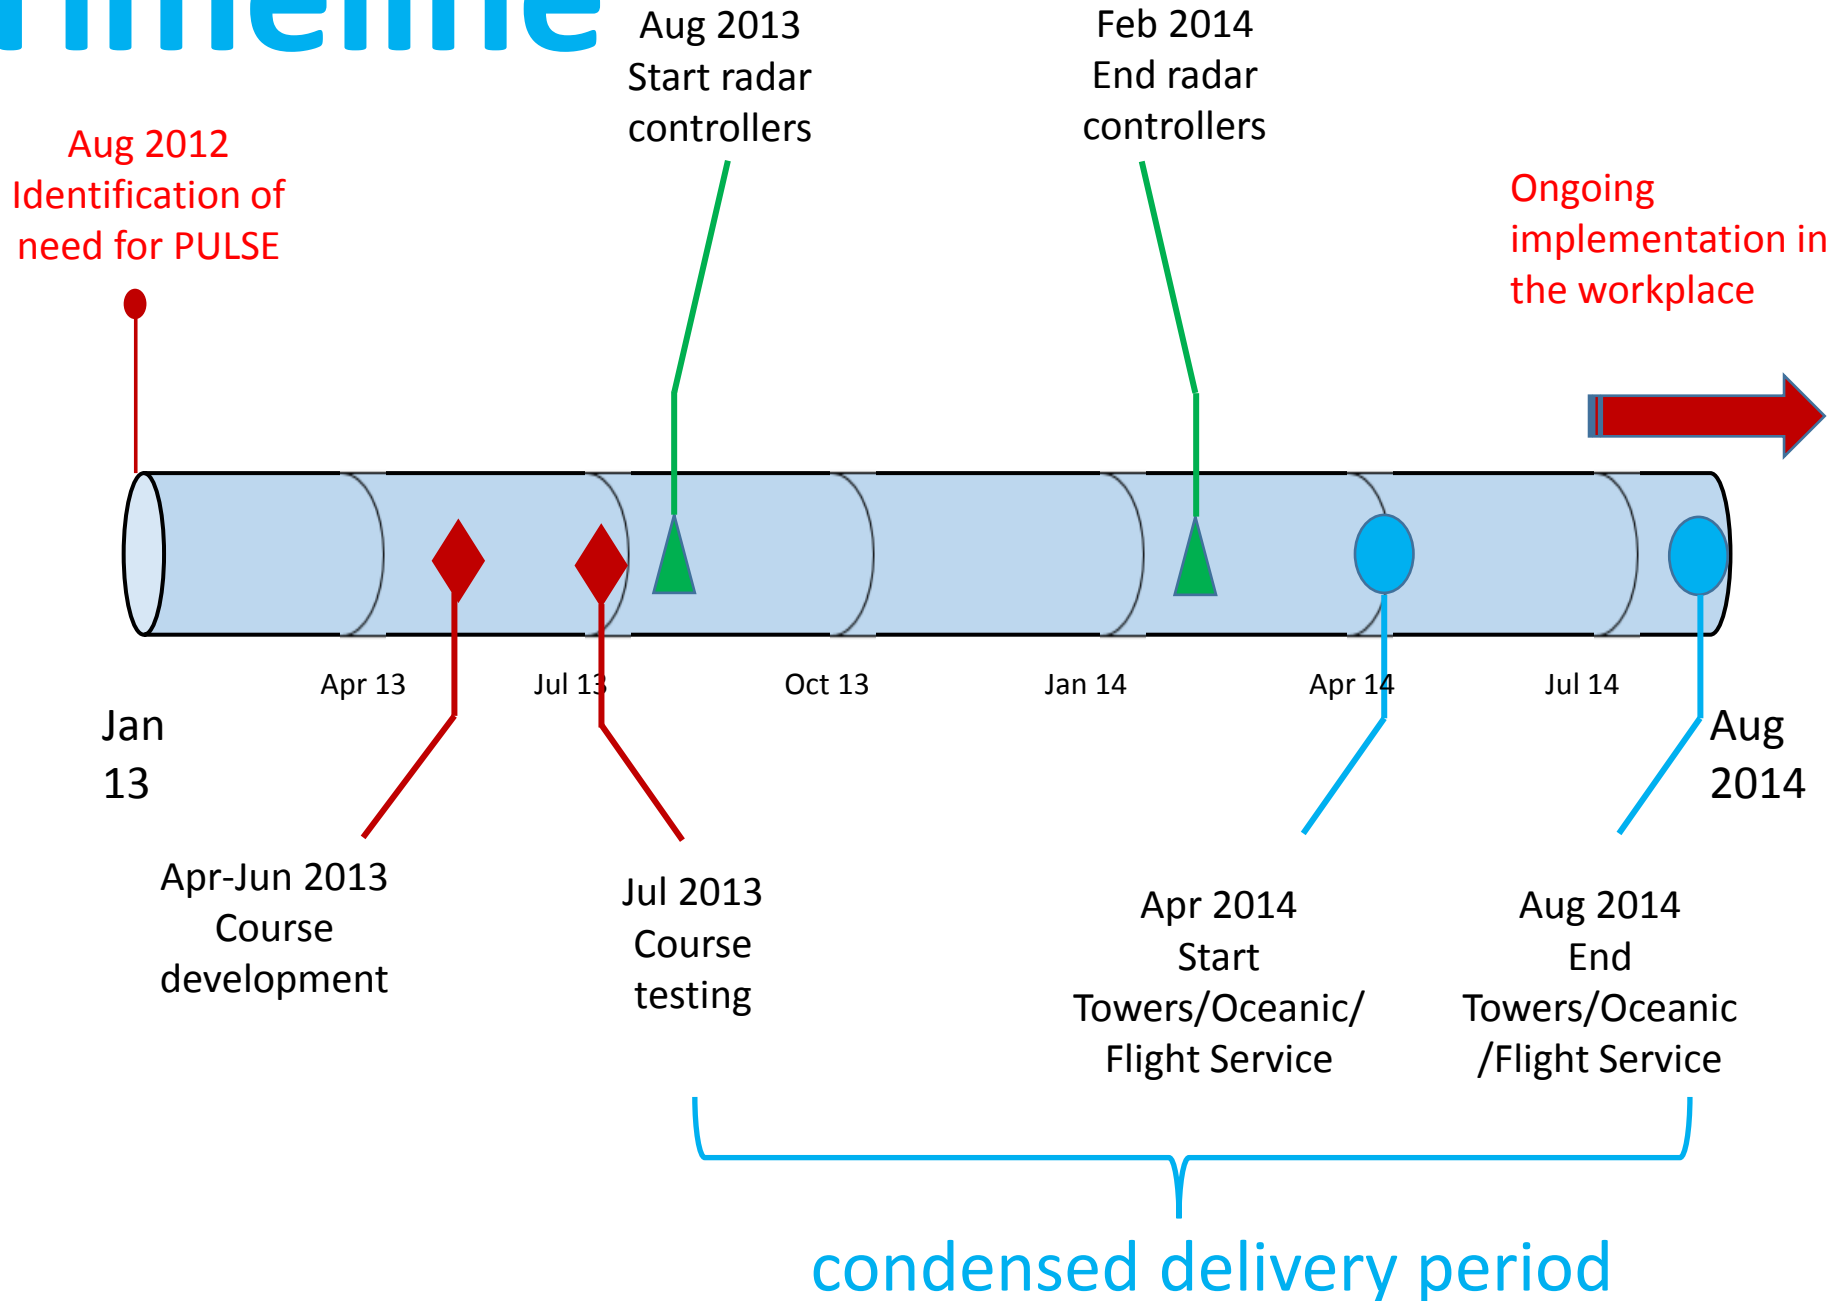 Timeline
Aug 2013
Start radar
controllers
Feb 2014
End radar
controllers
Aug 2012
Identification of
need for PULSE
Ongoing
implementation in
the workplace
Apr 13
Jul 13
Oct 13
Jan 14
Apr 14
Jul 14
Jan
13
Aug
2014
Apr-Jun 2013
Course
development
Jul 2013
Course
testing
Apr 2014
Start
Towers/Oceanic/
Flight Service
Aug 2014
End
Towers/Oceanic
/Flight Service
condensed delivery period